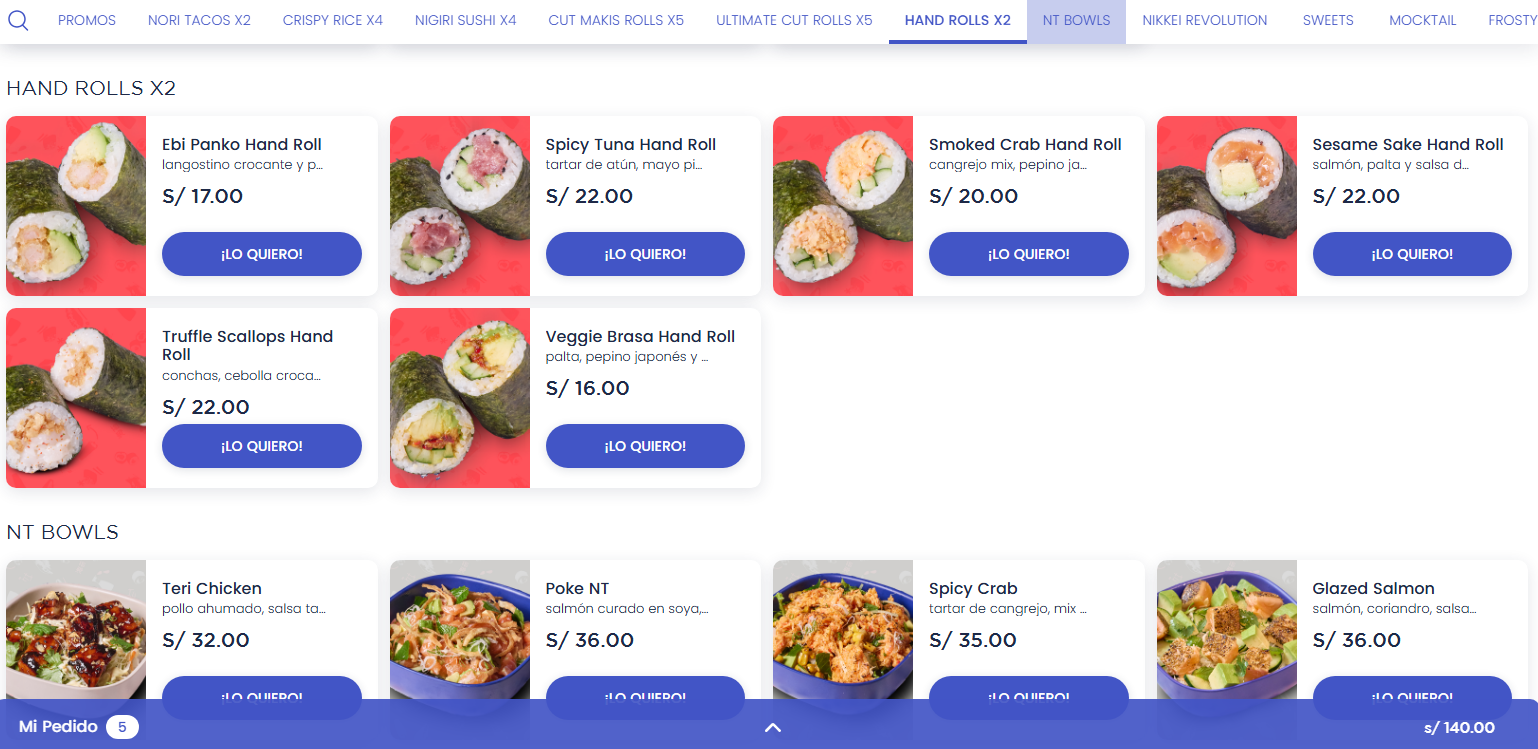 PROMOS NORI TACOS X2 CRISPY RICE X4 NIGIRI SUSHI X4 CUT MAKIS ROLLS X5 ULTIMATE CUT ROLLS X5 HAND ROLLS X2 NT BOWLS NIKKEI REVOLUTION SWEETS MOCKTAIL FROSTY
HAND ROLLS X2
Ebi Panko Hand Roll
langostino crocante y p...
S/ 17.00
¡LO QUIERO!
Spicy Tuna Hand Roll
tartar de atún, mayo pi...
S/ 22.00
¡LO QUIERO!
Smoked Crab Hand Roll
cangrejo mix, pepino ja...
S/ 20.00
¡LO QUIERO!
Sesame Sake Hand Roll
salmón, palta y salsa d...
S/ 22.00
¡LO QUIERO!
Truffle Scallops Hand
Roll
conchas, cebolla croca...
S/ 22.00
¡LO QUIERO!
Veggie Brasa Hand Roll
palta, pepino japonés y ...
S/ 16.00
¡LO QUIERO!
NT BOWLS
Teri Chicken
pollo ahumado, salsa ta...
S/ 32.00
¡LO QUIERO!
Poke NT
salmón curado en soya,...
S/ 36.00
¡LO QUIERO!
Spicy Crab
tartar de cangrejo, mix ...
S/ 35.00
¡LO QUIERO!
Glazed Salmon
salmón, coriandro, salsa...
S/ 36.00
¡LO QUIERO!
Mi Pedido 5 s/ 140.00